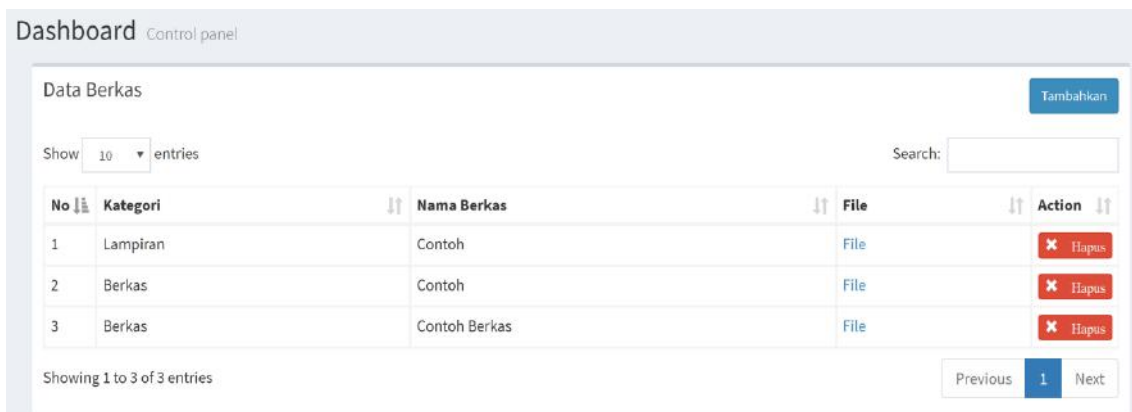 Dashboard Control panel
Data Berkas
Tambahkan
Show 10 entries
Search:
No Kategori Nama Berkas File Action
1 Lampiran Contoh File Hapus
2 Berkas Contoh File Hapus
3 Berkas Contoh Berkas File Hapus
Showing 1 to 3 of 3 entries
Previous 1 Next